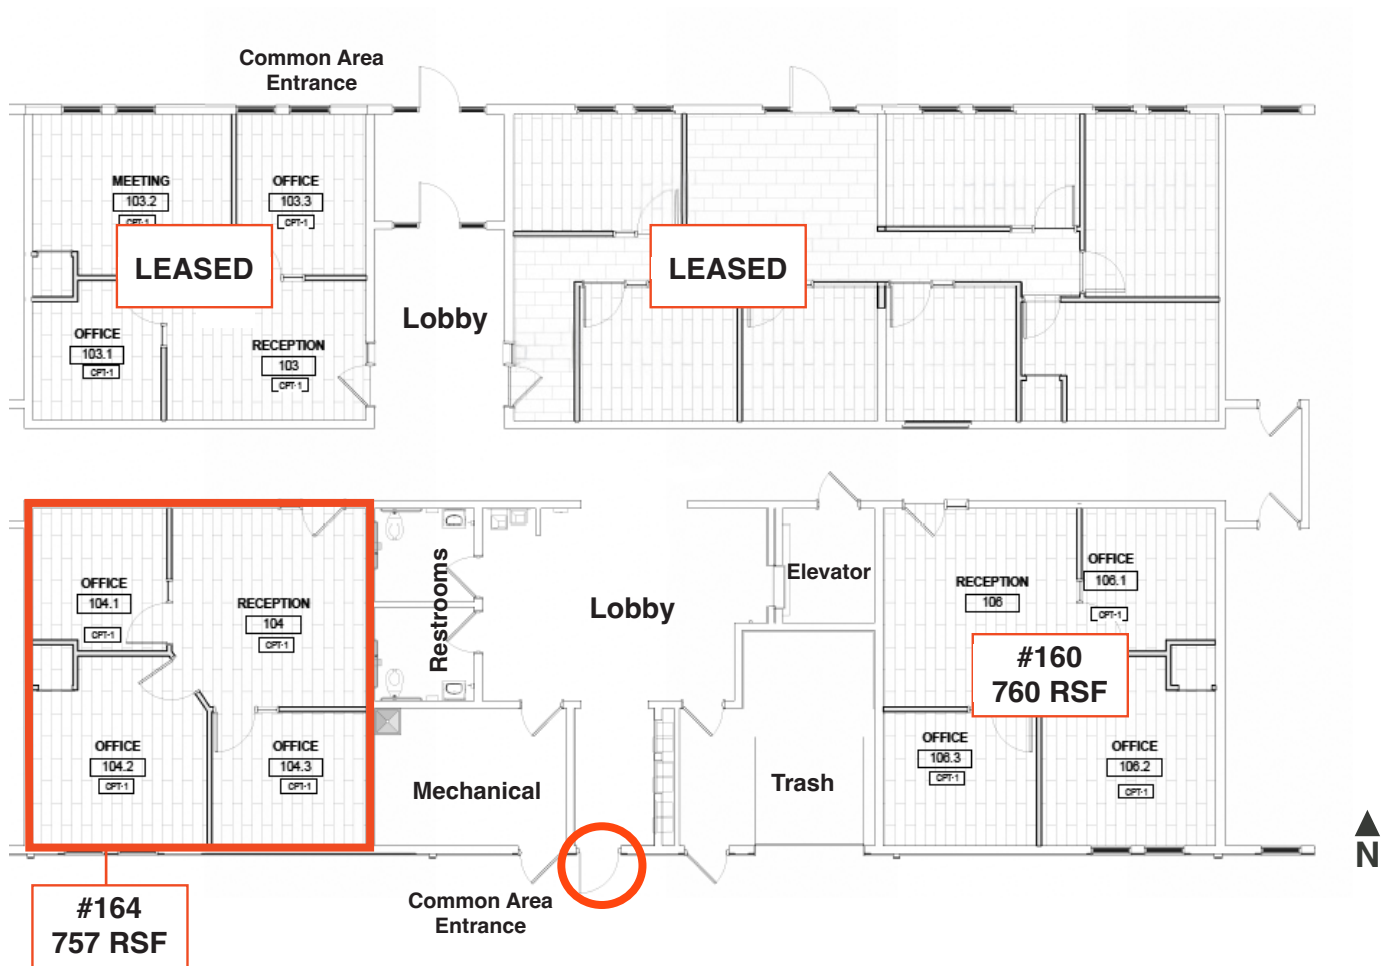 Common Area
Entrance
MEETING
103.2
CPT-1
OFFICE
103.3
CPT-1
LEASED
LEASED
Lobby
OFFICE
103.1
CPT-1
RECEPTION
103
CPT-1
OFFICE
104.1
CPT-1
RECEPTION
104
CPT-1
Restrooms
Lobby
Elevator
RECEPTION
106
OFFICE
106.1
CPT-1
#160
760 RSF
OFFICE
104.2
CPT-1
OFFICE
104.3
CPT-1
Mechanical
Trash
OFFICE
106.3
CPT-1
OFFICE
106.2
CPT-1
N
Common Area
Entrance
#164
757 RSF